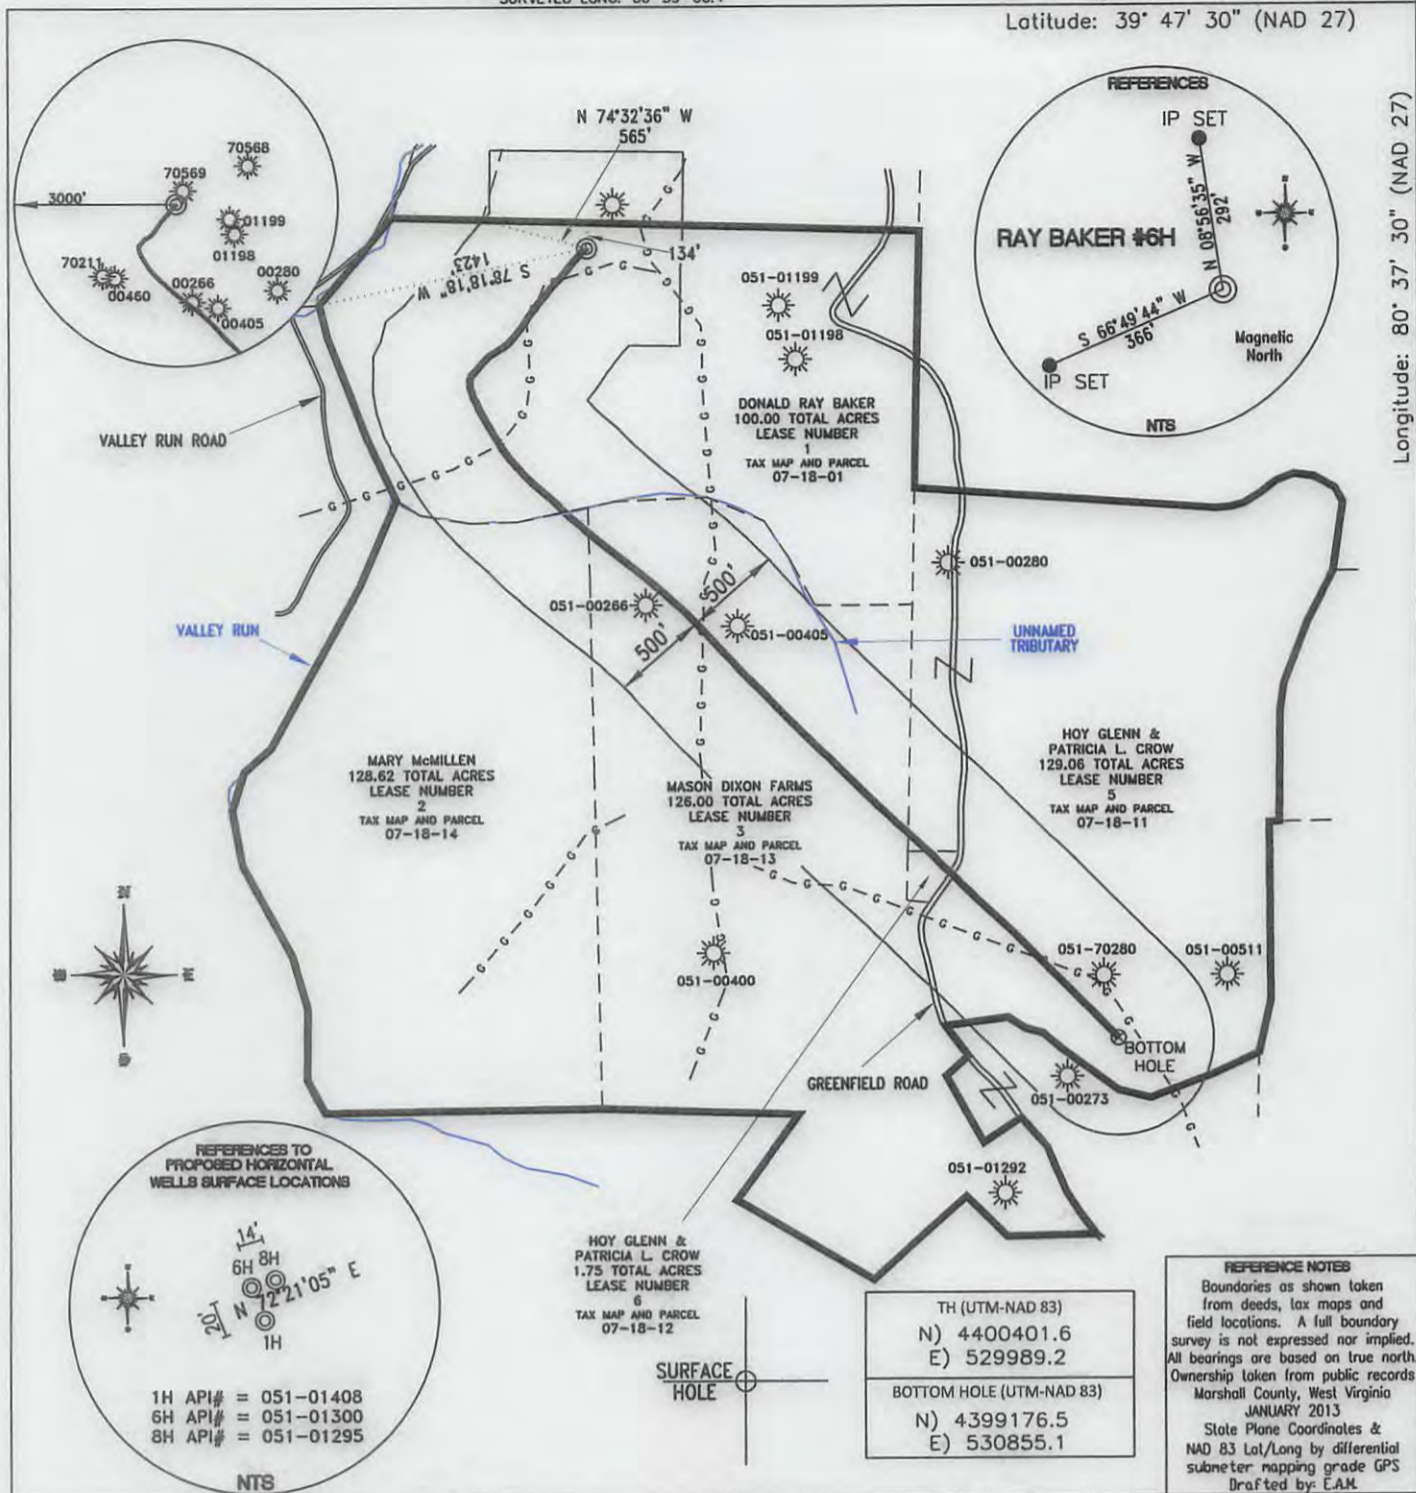 Latitude: 39° 47' 30" (NAD 27)
Longitude: 80° 37' 30" (NAD 27)
70568
70569
3000'
01199
01198
70211
00460
00266
00280
00405
N 74°32'36" W
565'
S 78°18'18" W
1423'
134'
REFERENCES
IP SET
N 08°56'35" W
292'
RAY BAKER #6H
S 66°49'44" W
366'
Magnetic
North
IP SET
NTS
VALLEY RUN ROAD
051-01199
051-01198
DONALD RAY BAKER
100.00 TOTAL ACRES
LEASE NUMBER
1
TAX MAP AND PARCEL
07-18-01
051-00280
051-00266
500'
500'
051-00405
VALLEY RUN
UNNAMED
TRIBUTARY
MARY McMILLEN
128.62 TOTAL ACRES
LEASE NUMBER
2
TAX MAP AND PARCEL
07-18-14
MASON DIXON FARMS
126.00 TOTAL ACRES
LEASE NUMBER
3
TAX MAP AND PARCEL
07-18-13
HOY GLENN &
PATRICIA L. CROW
129.06 TOTAL ACRES
LEASE NUMBER
5
TAX MAP AND PARCEL
07-18-11
051-00400
051-70280
051-00511
BOTTOM
HOLE
GREENFIELD ROAD
051-00273
051-01292
REFERENCES TO
PROPOSED HORIZONTAL
WELLS SURFACE LOCATIONS
14'
6H 8H
N 72°21'05" E
20'
1H
1H API# = 051-01408
6H API# = 051-01300
8H API# = 051-01295
NTS
HOY GLENN &
PATRICIA L. CROW
1.75 TOTAL ACRES
LEASE NUMBER
6
TAX MAP AND PARCEL
07-18-12
SURFACE
HOLE
TH (UTM-NAD 83)
N) 4400401.6
E) 529989.2
BOTTOM HOLE (UTM-NAD 83)
N) 4399176.5
E) 530855.1
REFERENCE NOTES
Boundaries as shown taken
from deeds, tax maps and
field locations. A full boundary
survey is not expressed nor implied.
All bearings are based on true north
Ownership taken from public records
Marshall County, West Virginia
JANUARY 2013
State Plane Coordinates &
NAD 83 Lat/Long by differential
submeter mapping grade GPS
Drafted by: E.A.M.